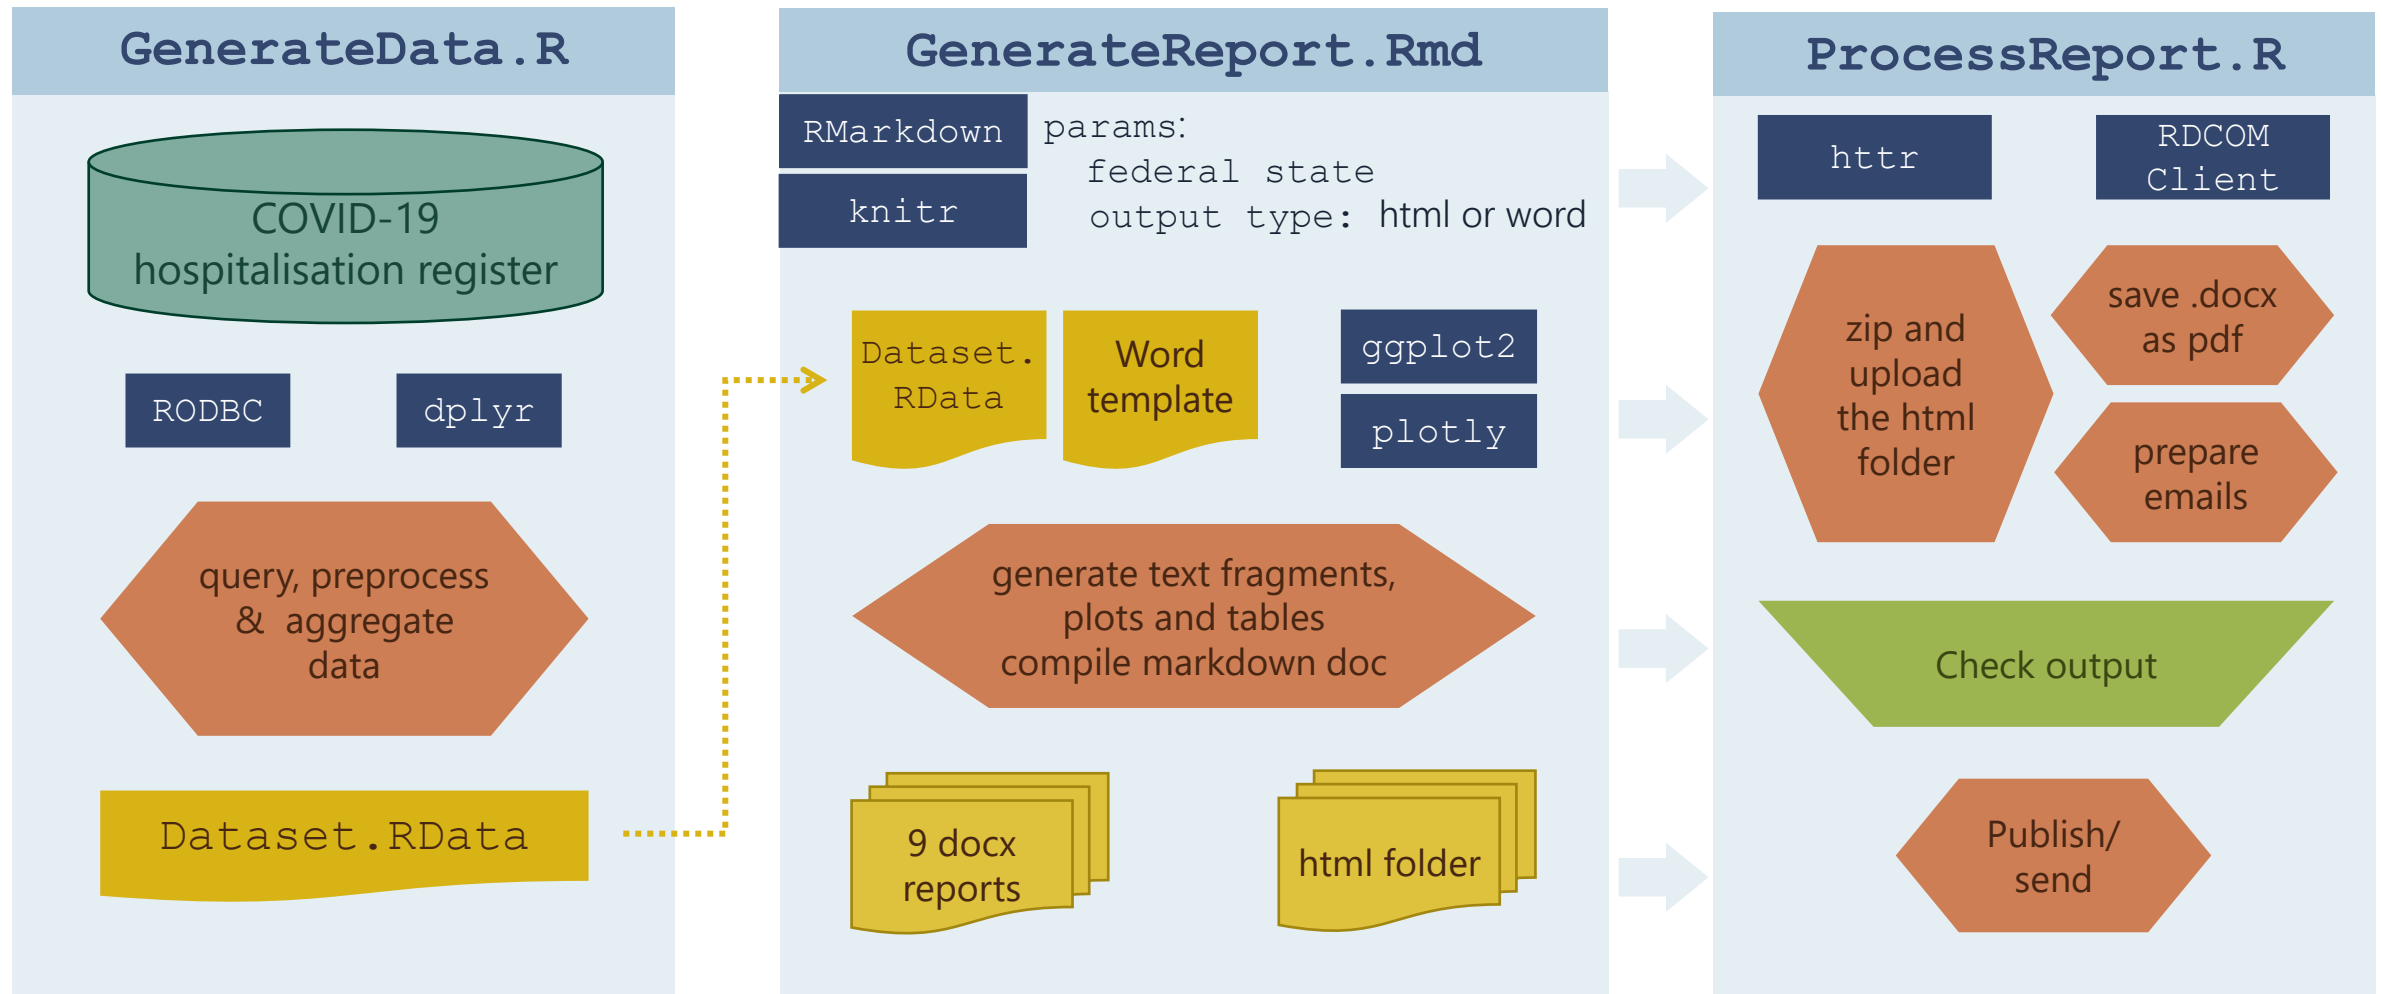 GenerateData.R
COVID-19
hospitalisation register
RODBC
dplyr
query, preprocess
& aggregate
data
Dataset.RData
GenerateReport.Rmd
RMarkdown
knitr
params:
federal state
output type: html or word
Dataset.
RData
Word
template
ggplot2
plotly
generate text fragments,
plots and tables
compile markdown doc
9 docx
reports
html folder
ProcessReport.R
httr
RDCOM
Client
zip and
upload
the html
folder
save .docx
as pdf
prepare
emails
Check output
Publish/
send